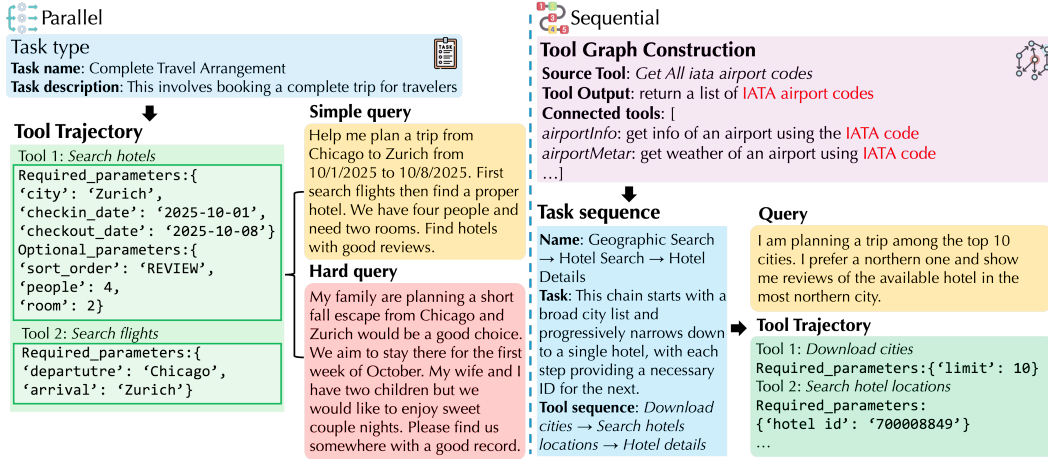 Parallel
Task type
Task name: Complete Travel Arrangement
Task description: This involves booking a complete trip for travelers
TASK
Tool Trajectory
Tool 1: Search hotels
Required_parameters:{
‘city’: ‘Zurich’,
‘checkin_date’: ‘2025-10-01’,
‘checkout_date’: ‘2025-10-08’}
Optional_parameters:{
‘sort_order’: ‘REVIEW’,
‘people’: 4,
‘room’: 2}
Tool 2: Search flights
Required_parameters:{
‘departutre’: ‘Chicago’,
‘arrival’: ‘Zurich’}
Simple query
Help me plan a trip from
Chicago to Zurich from
10/1/2025 to 10/8/2025. First
search flights then find a proper
hotel. We have four people and
need two rooms. Find hotels
with good reviews.
Hard query
My family are planning a short
fall escape from Chicago and
Zurich would be a good choice.
We aim to stay there for the first
week of October. My wife and I
have two children but we
would like to enjoy sweet
couple nights. Please find us
somewhere with a good record.
Sequential
Tool Graph Construction
Source Tool: Get All iata airport codes
Tool Output: return a list of IATA airport codes
Connected tools: [
airportInfo: get info of an airport using the IATA code
airportMetar: get weather of an airport using IATA code
…]
Task sequence
Name: Geographic Search
→ Hotel Search → Hotel
Details
Task: This chain starts with a
broad city list and
progressively narrows down
to a single hotel, with each
step providing a necessary
ID for the next.
Tool sequence: Download
cities → Search hotels
locations → Hotel details
Query
I am planning a trip among the top 10
cities. I prefer a northern one and show
me reviews of the available hotel in the
most northern city.
Tool Trajectory
Tool 1: Download cities
Required_parameters:{‘limit’: 10}
Tool 2: Search hotel locations
Required_parameters:
{‘hotel id’: ‘700008849’}
…